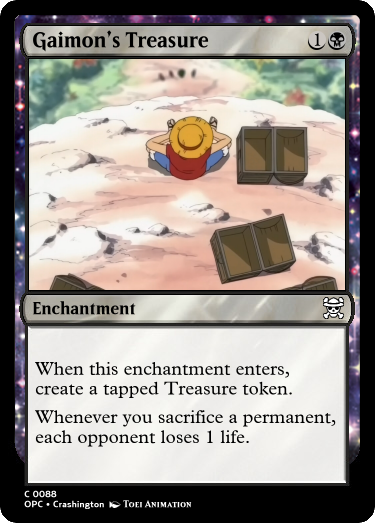 Gaimon's Treasure 1
Enchantment
When this enchantment enters,
create a tapped Treasure token.
Whenever you sacrifice a permanent,
each opponent loses 1 life.
C 0088
OPC • Crashington Toei Animation